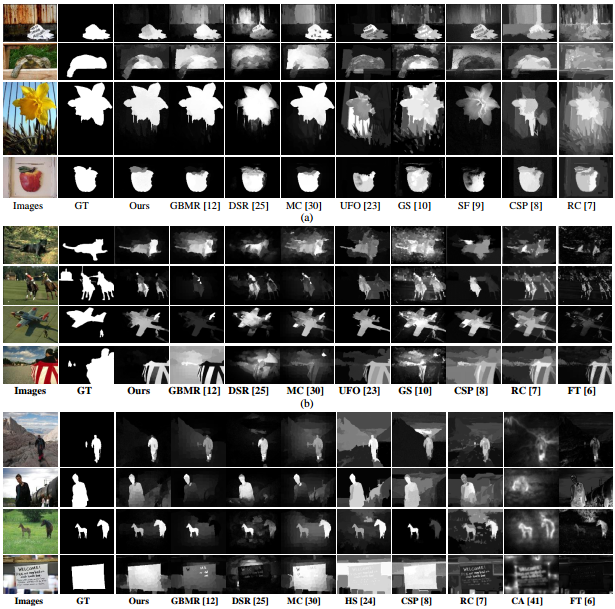 Images GT Ours GBMR [12] DSR [25] MC [30] UFO [23] GS [10] SF [9] CSP [8] RC [7]
(a)
Images GT Ours GBMR [12] DSR [25] MC [30] UFO [23] GS [10] CSP [8] RC [7] FT [6]
(b)
WELCOME!
WELCOME!
WELCOME!
Images GT Ours GBMR [12] DSR [25] MC [30] HS [24] CSP [8] RC [7] CA [41] FT [6]